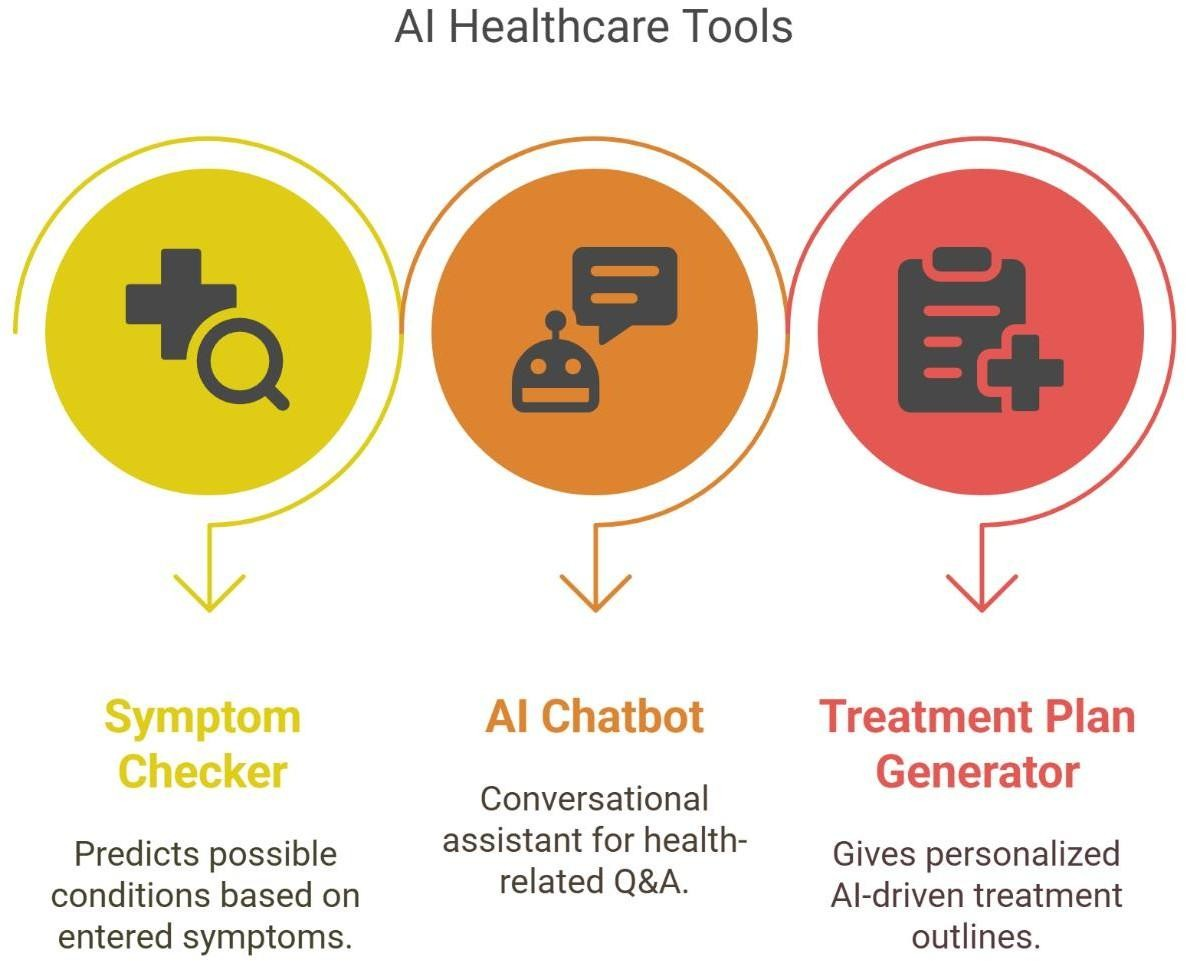 AI Healthcare Tools
Symptom
Checker
Predicts possible
conditions based on
entered symptoms.
AI Chatbot
Conversational
assistant for health-
related Q&A.
Treatment Plan
Generator
Gives personalized
AI-driven treatment
outlines.